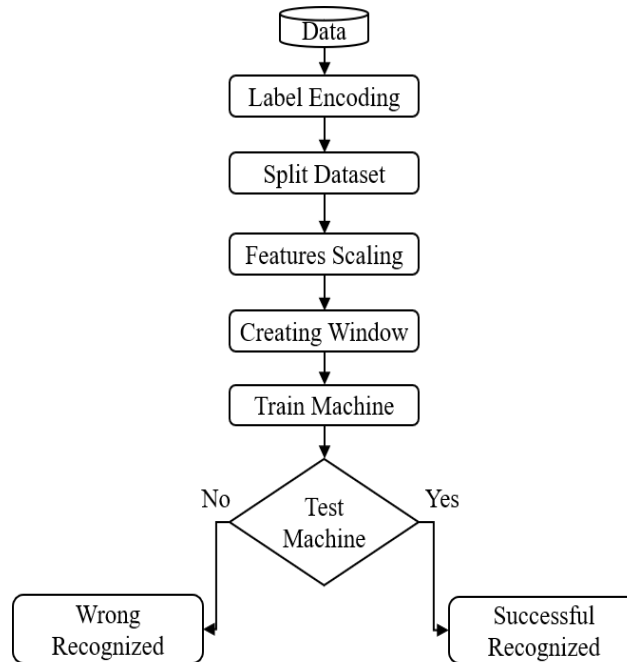 Data
Label Encoding
Split Dataset
Features Scaling
Creating Window
Train Machine
No
Yes
Test
Machine
Wrong
Recognized
Successful
Recognized